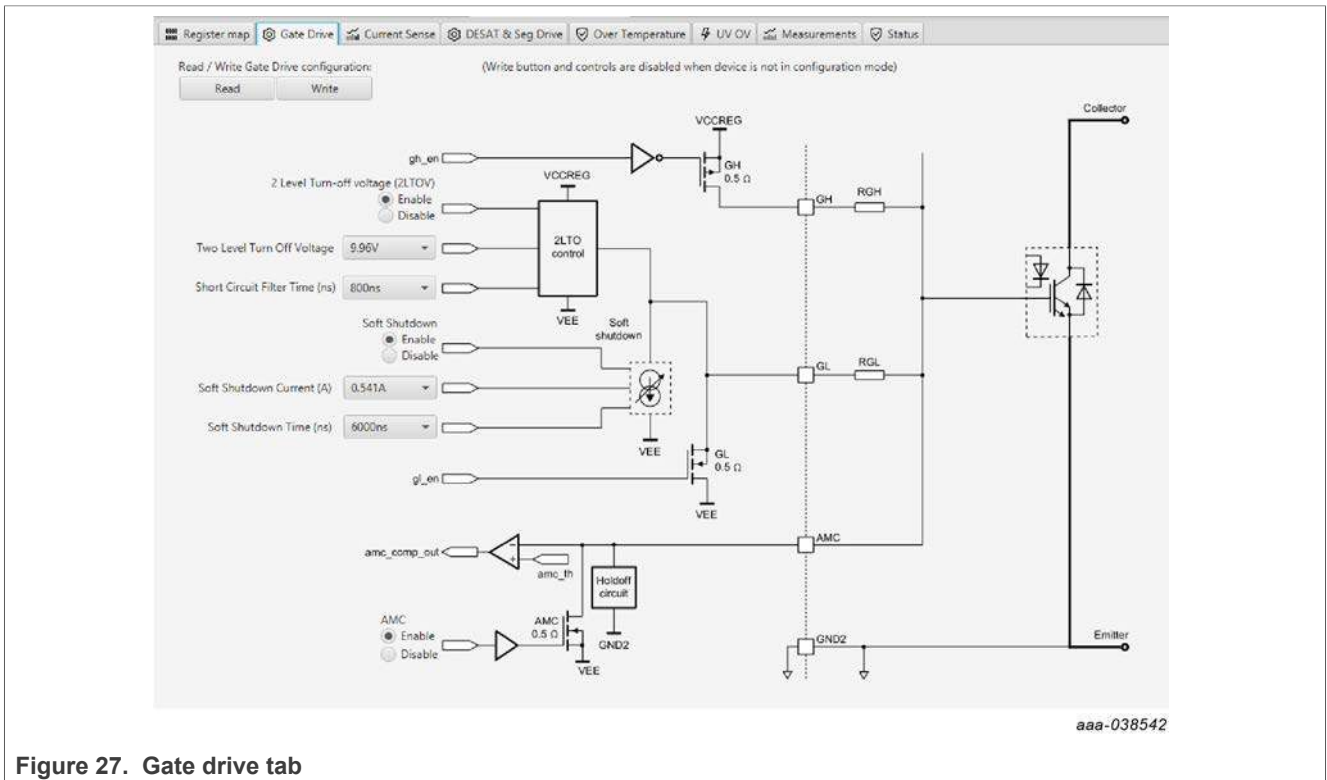 Register map
Gate Drive
Current Sense
DESAT & Seg Drive
Over Temperature
UV OV
Measurements
Status
Read / Write Gate Drive configuration:
(Write button and controls are disabled when device is not in configuration mode)
Read
Write
Collector
VCCREG
gh_en
GH
0.5 Ω
2 Level Turn-off voltage (2LTOV)
Enable
Disable
VCCREG
GH
RGH
2LTO
control
Two Level Turn Off Voltage
9.96V
Short Circuit Filter Time (ns)
800ns
VEE
Soft
shutdown
Soft Shutdown
Enable
Disable
GL
RGL
Soft Shutdown Current (A)
0.541A
Soft Shutdown Time (ns)
6000ns
VEE
GL
0.5 Ω
gl_en
VEE
AMC
amc_comp_out
-
+
amc_th
Holdoff
circuit
AMC
Enable
Disable
AMC
0.5 Ω
GND2
VEE
GND2
Emitter
aaa-038542
Figure 27. Gate drive tab